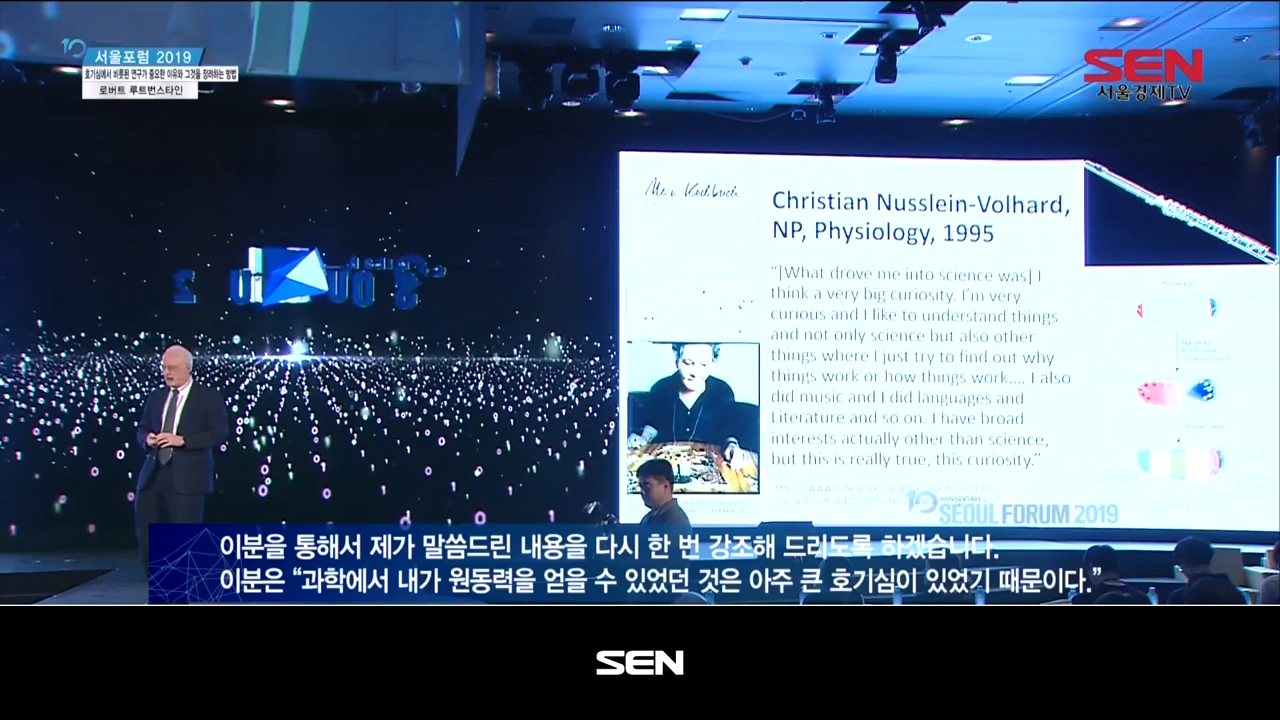 서울포럼 2019
호기심에서 비롯된 연구가 중요한 이유와 그것을 장려하는 방법
로버트 루트번스타인
SEN
서울경제TV
Christian Nusslein-Volhard,
NP, Physiology, 1995
"[What drove me into science was] I
think a very big curiosity. I'm very
curious and I like to understand things
and not only science but also other
things where I just try to find out why
things work or how things work.... I also
did music and I did languages and
Literature and so on. I have broad
interests actually other than science,
but this is really true, this curiosity."
10 ANNIVERSARY
SEOUL FORUM 2019
이분을 통해서 제가 말씀드린 내용을 다시 한 번 강조해 드리도록 하겠습니다.
이분은 "과학에서 내가 원동력을 얻을 수 있었던 것은 아주 큰 호기심이 있었기 때문이다."
SEN